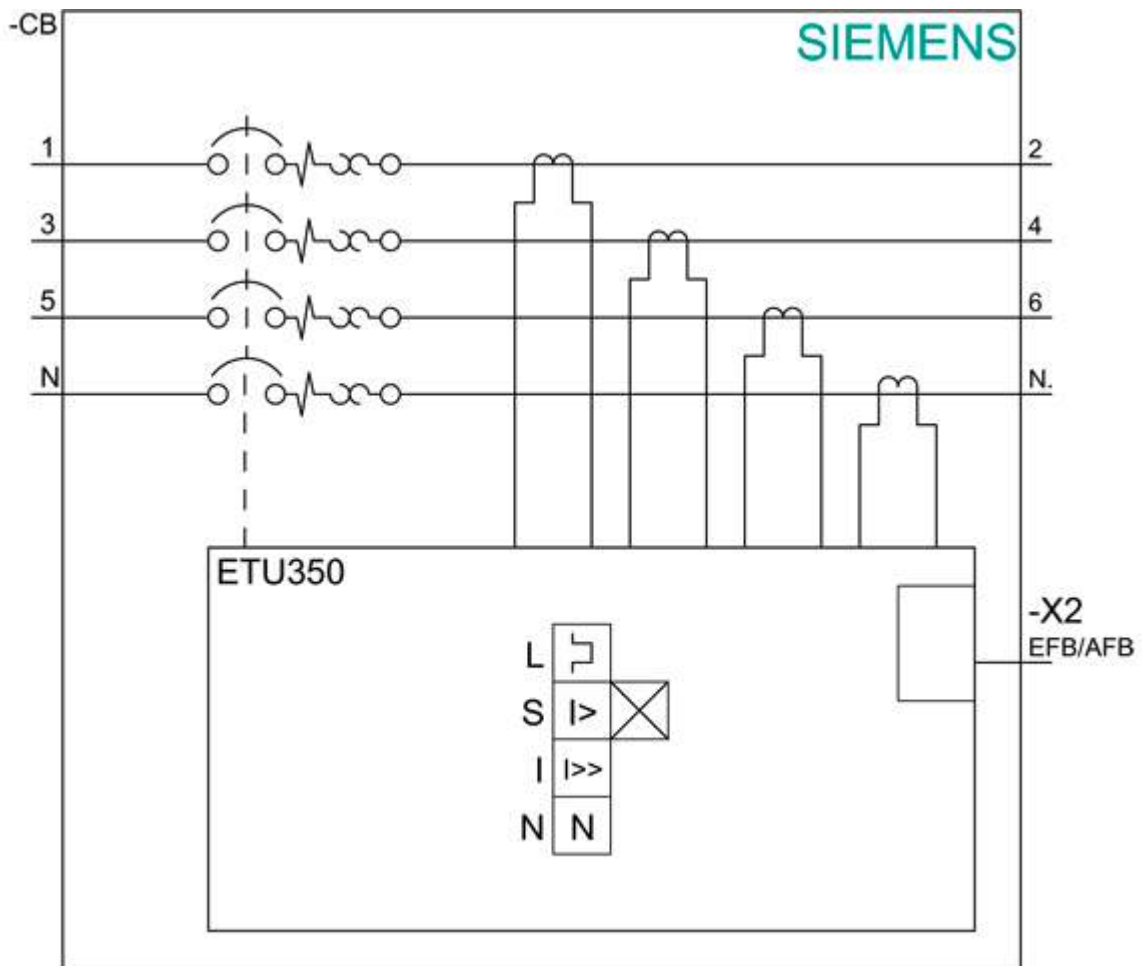 -CB
SIEMENS
1
2
3
4
5
6
N
N.
ETU350
-X2
EFB/AFB
L
S I>
I I>>
N N